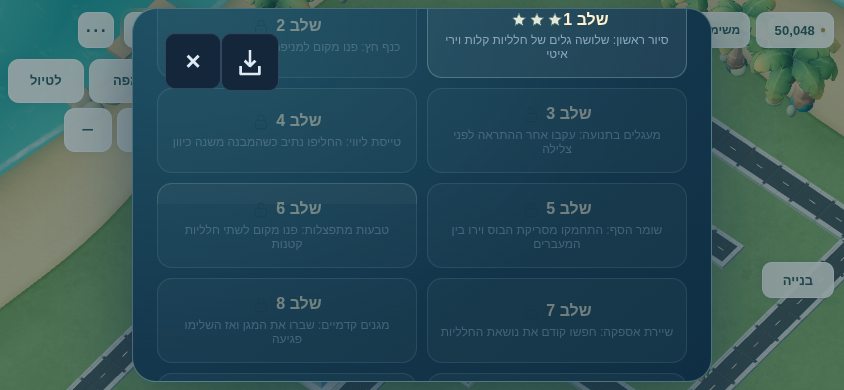 50,048
משימ
לטיול
מפה
בנייה
שלב 1
סיור ראשון: שלושה גלים של חלליות קלות וירי
איטי
שלב 2
כנף חץ: פנו מקום למניפ
שלב 3
מעגלים בתנועה: עקבו אחר ההתראה לפני
צלילה
שלב 4
טייסת ליווי: החליפו נתיב כשהמבנה משנה כיוון
שלב 5
שומר הסף: התחמקו מסריקת הבוס וירו בין
המעברים
שלב 6
טבעות מתפצלות: פנו מקום לשתי חלליות
קטנות
שלב 7
שיירת אספקה: חפשו קודם את נושאת החלליות
שלב 8
מגנים קדמיים: שברו את המגן ואז השלימו
פגיעה